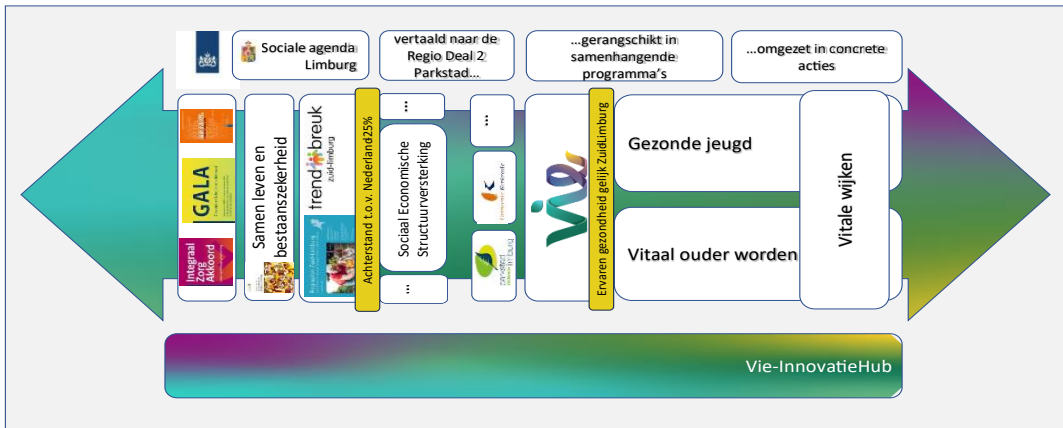 Sociale agenda
Limburg
vertaald naar de
Regio Deal 2
Parkstad...
...gerangschikt in
samenhangende
programma's
...omgezet in concrete
acties
GALA
Integraal
Zorg
Akkoord
Samen leven en
bestaanszekerheid
trendbreuk
zuid-limburg
Achterstand t.o.v. Nederland25%
...
Sociaal Economische
Structuurversterking
...
...
Vie
Ervaren gezondheid gelijk ZuidLimburg
Gezonde jeugd
Vitaal ouder worden
Vitale wijken
Vie-InnovatieHub